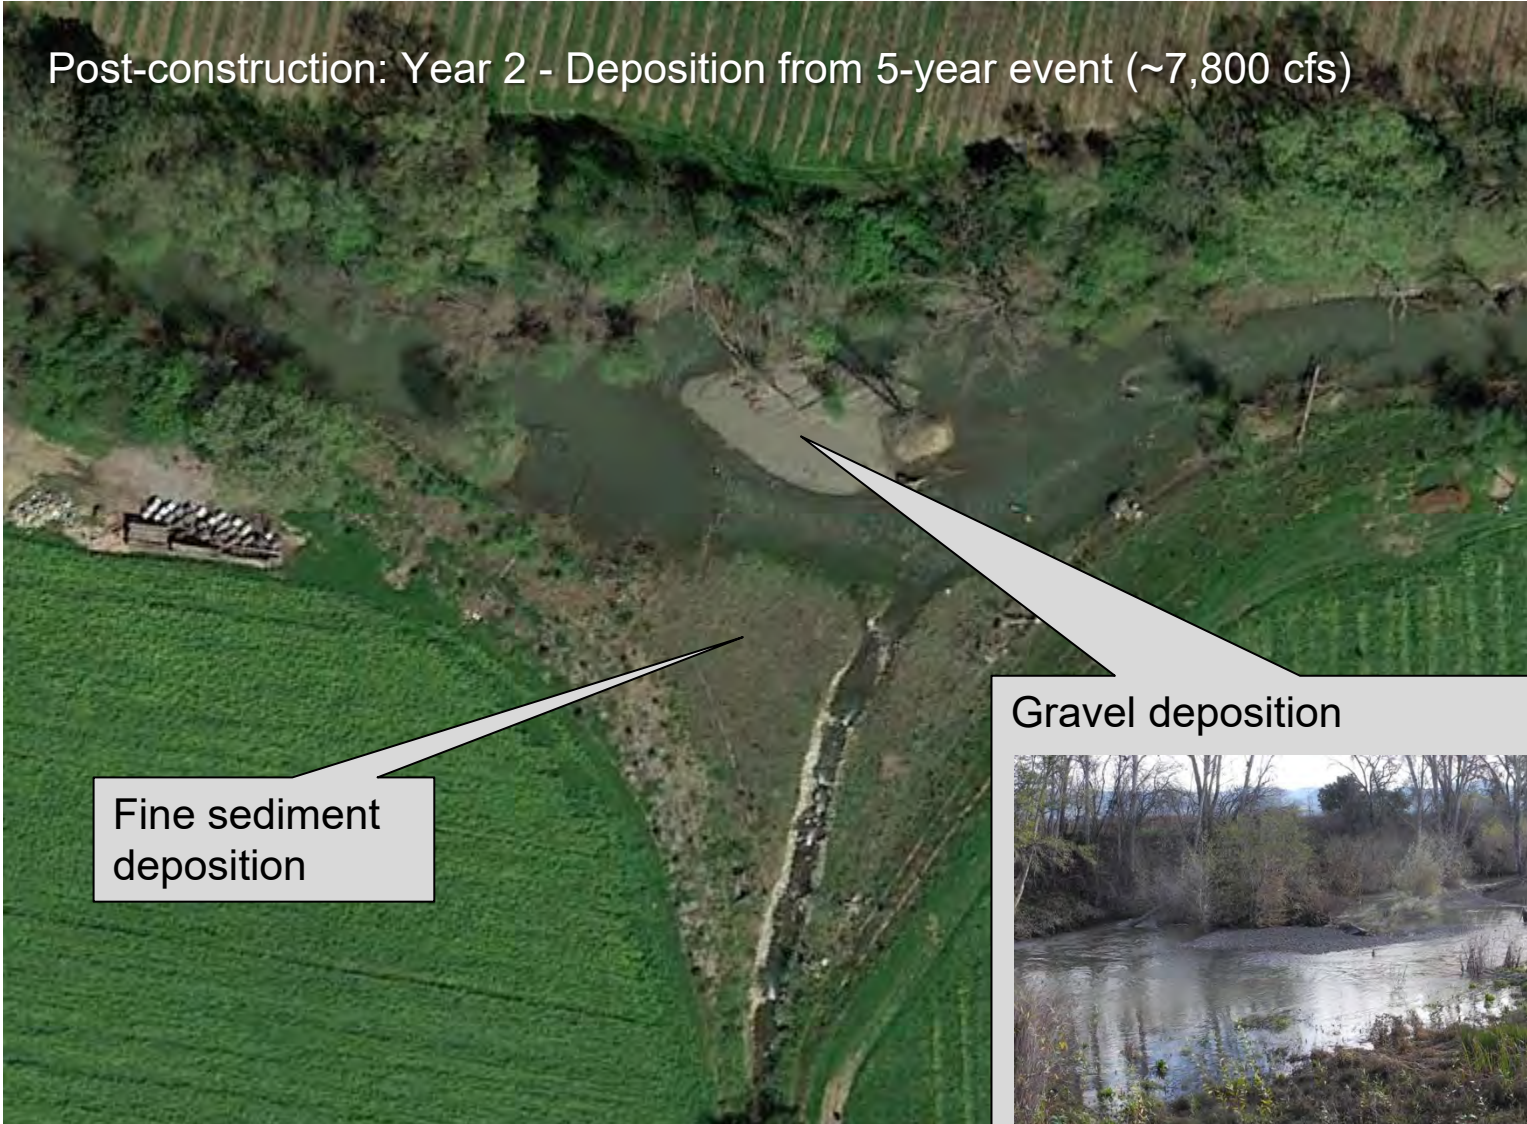 Post-construction: Year 2 - Deposition from 5-year event (~7,800 cfs)
Gravel deposition
Fine sediment
deposition